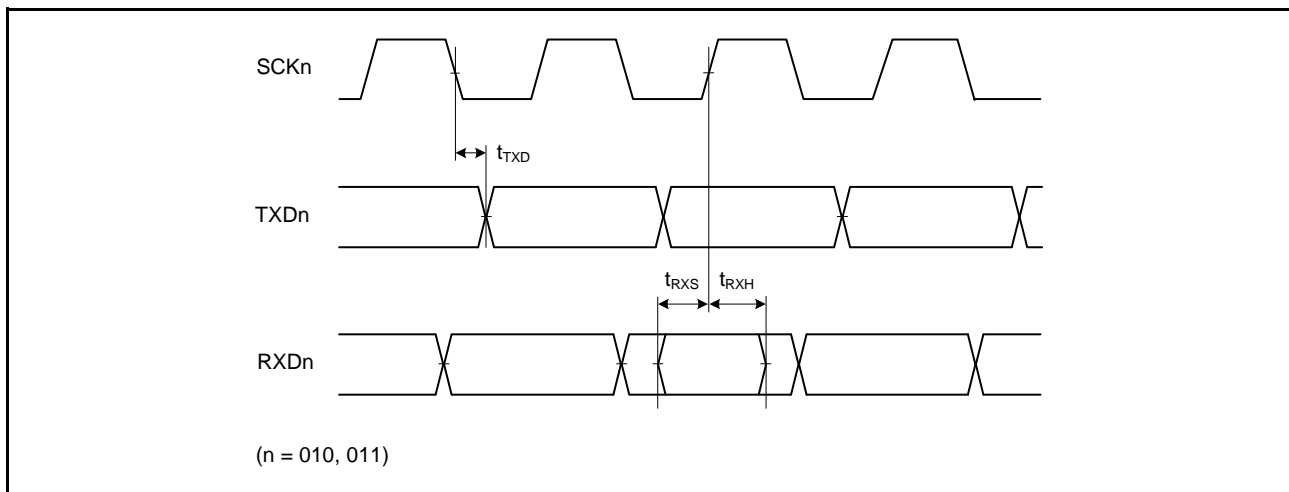 SCKn
tTXD
TXDn
tRXS tRXH
RXDn
(n = 010, 011)